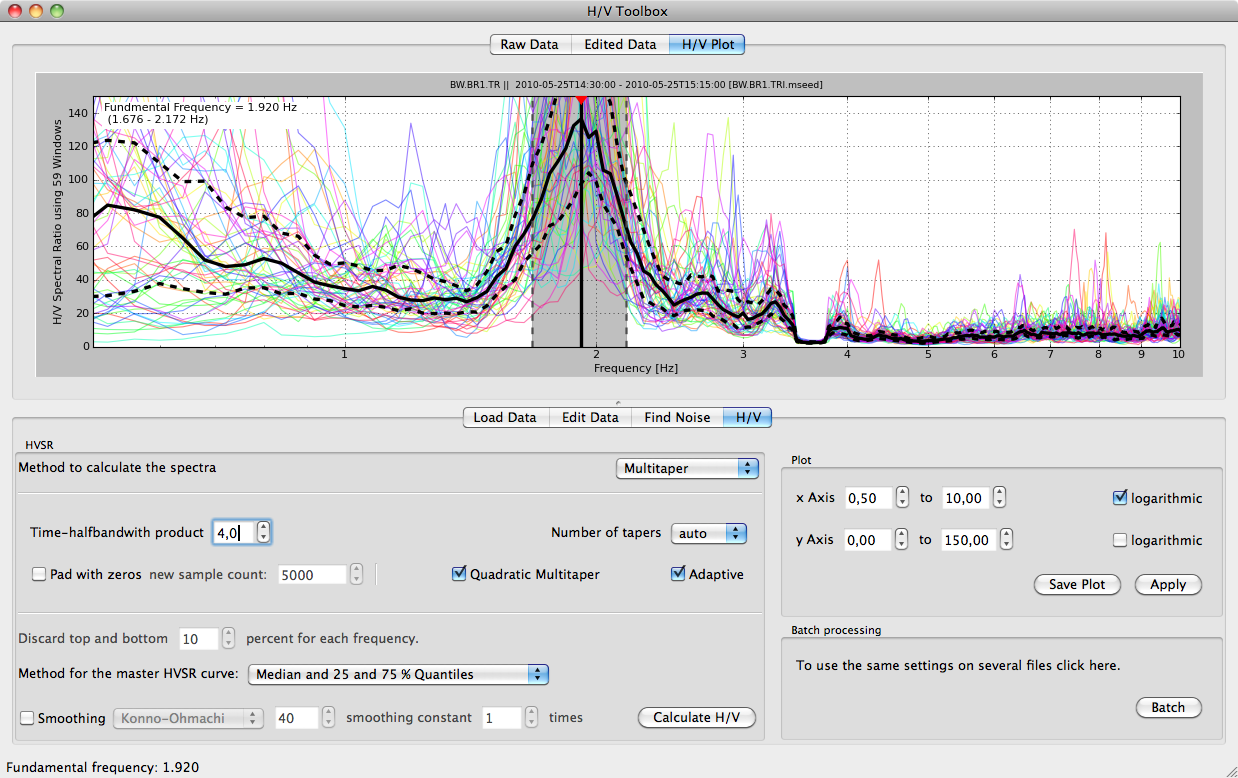 H/V Toolbox
Raw Data Edited Data H/V Plot
BW.BR1.TR || 2010-05-25T14:30:00 - 2010-05-25T15:15:00 [BW.BR1.TRI.mseed]
Fundmental Frequency = 1.920 Hz
(1.676 - 2.172 Hz)
H/V Spectral Ratio using 59 Windows
140
120
100
80
60
40
20
0
1 2 3 4 5 6 7 8 9 10
Frequency [Hz]
Load Data Edit Data Find Noise H/V
HVSR
Method to calculate the spectra Multitaper
Time-halfbandwith product 4,0 Number of tapers auto
Pad with zeros new sample count: 5000 Quadratic Multitaper Adaptive
Discard top and bottom 10 percent for each frequency.
Method for the master HVSR curve: Median and 25 and 75 % Quantiles
Smoothing Konno-Ohmachi 40 smoothing constant 1 times Calculate H/V
Plot
x Axis 0,50 to 10,00 logarithmic
y Axis 0,00 to 150,00 logarithmic
Save Plot Apply
Batch processing
To use the same settings on several files click here.
Batch
Fundamental frequency: 1.920